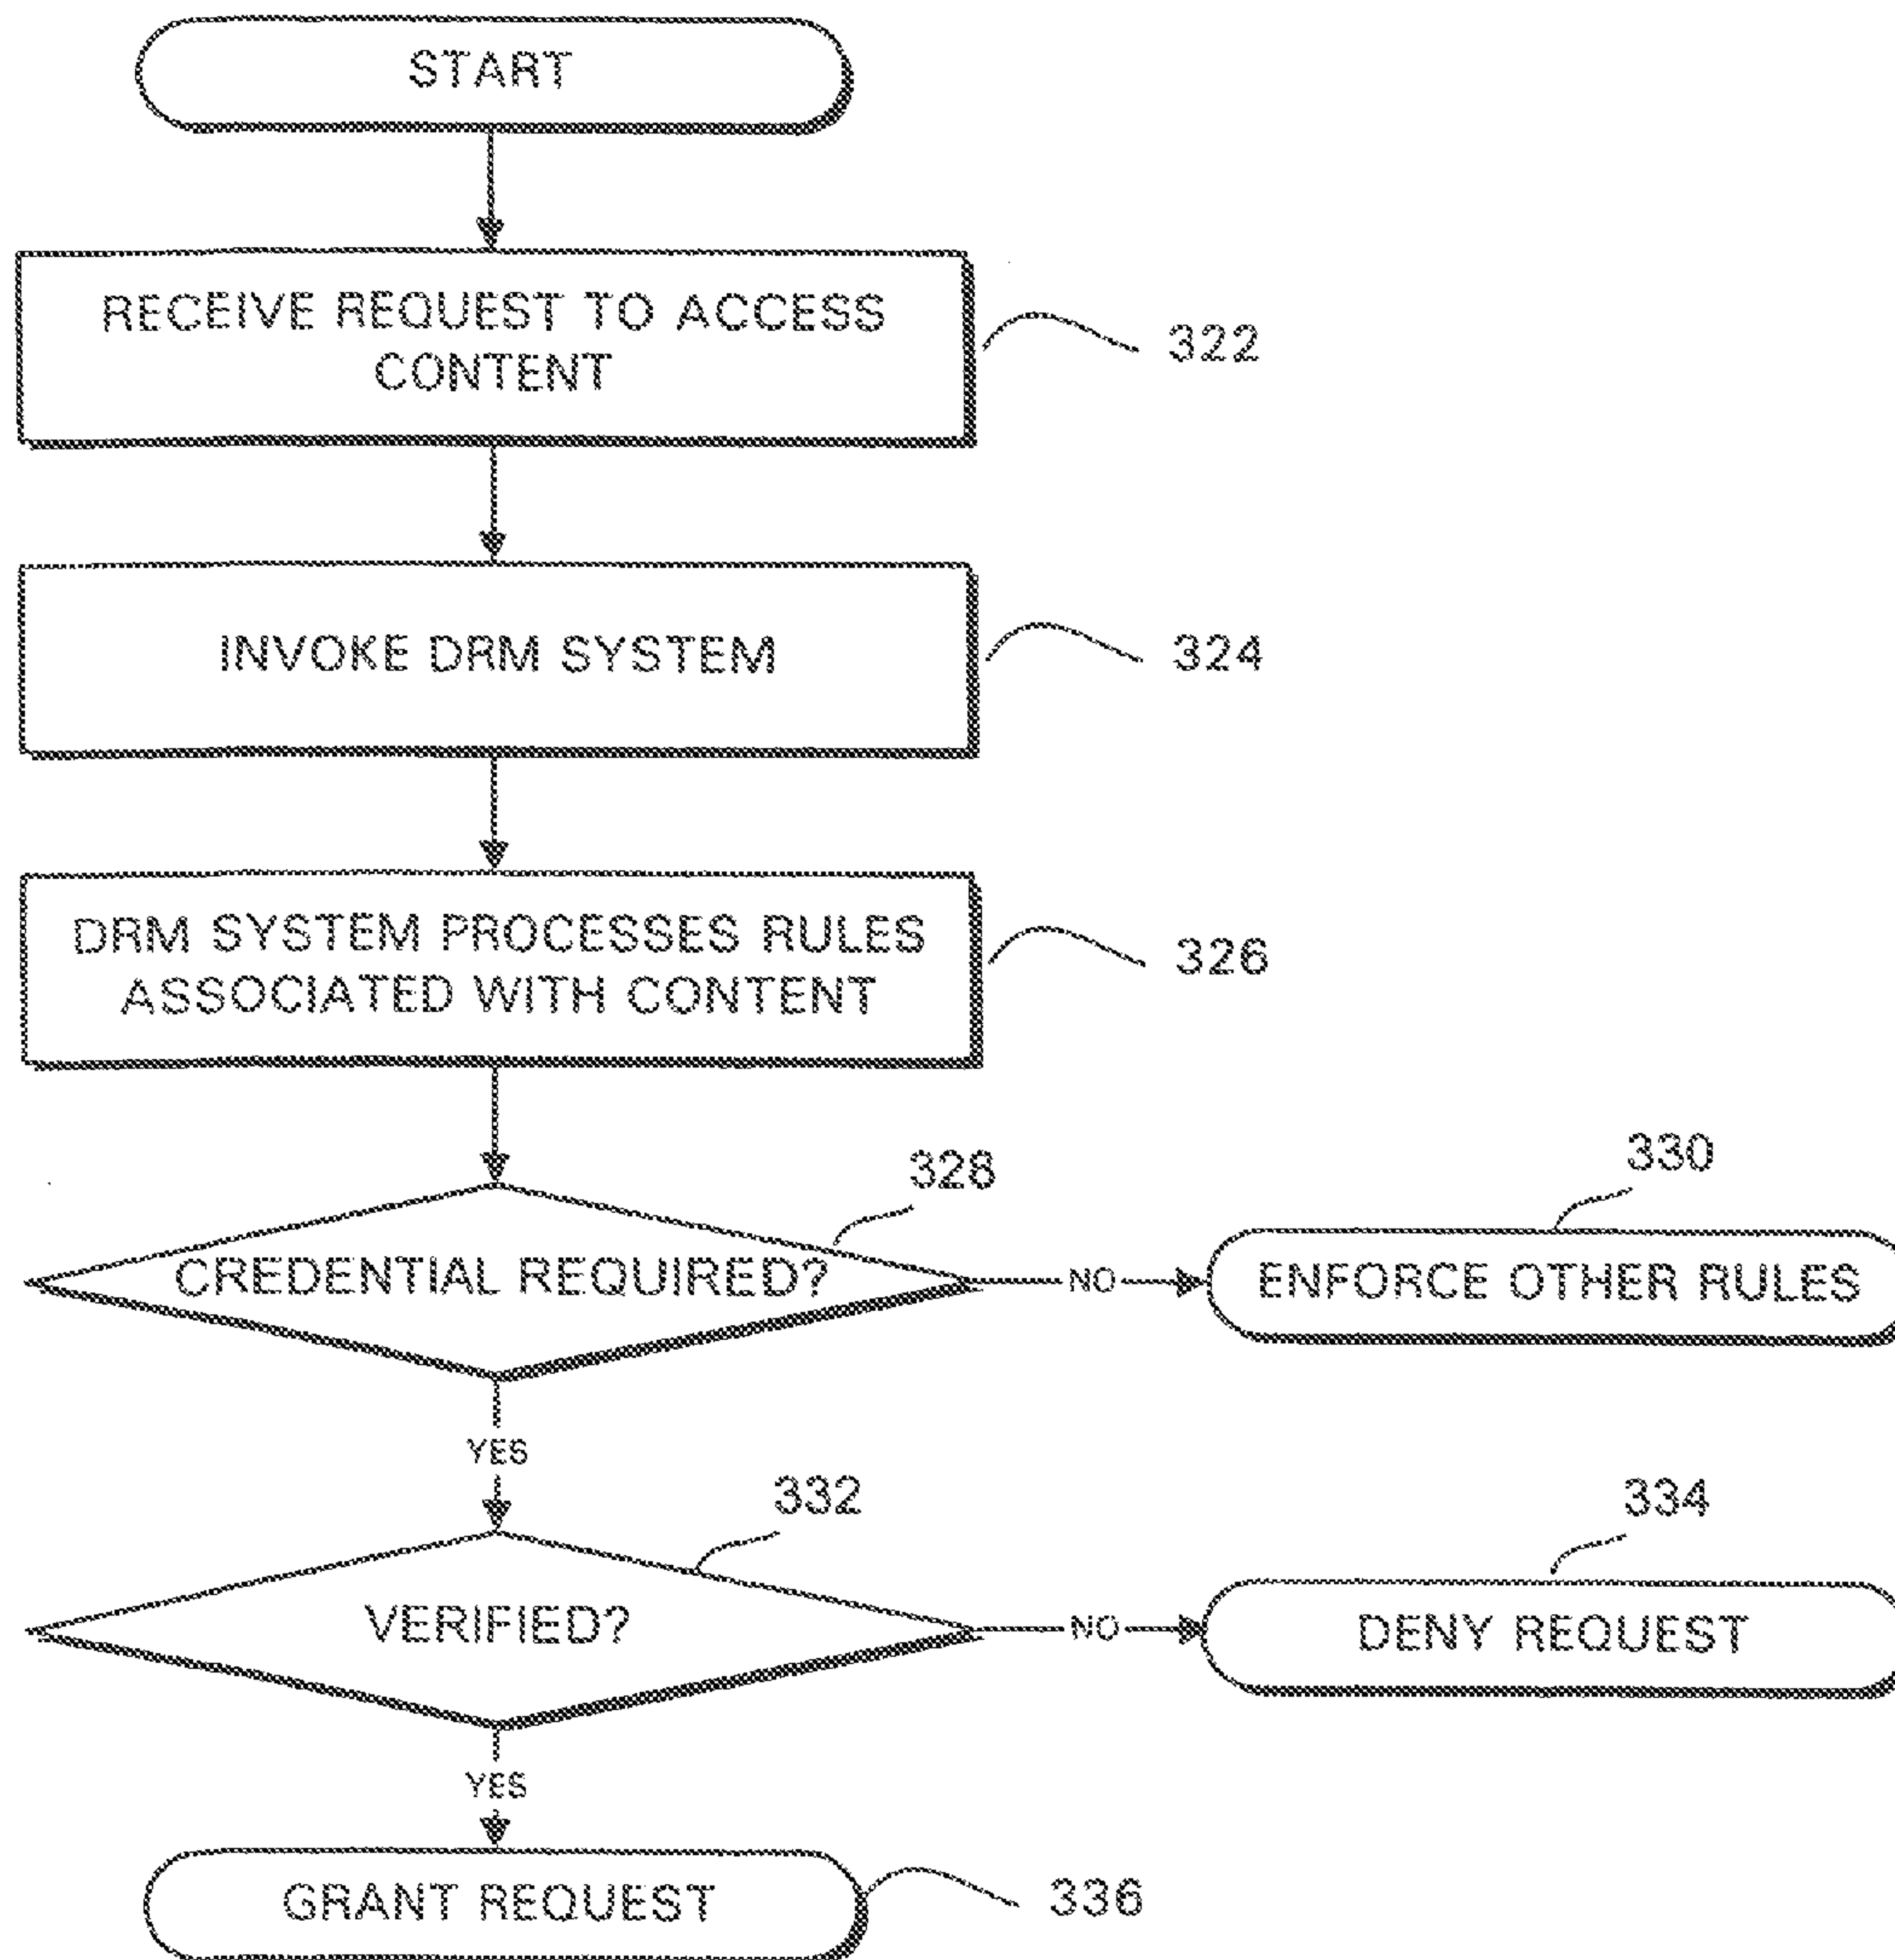 START
RECEIVE REQUEST TO ACCESS
CONTENT
322
INVOKE DRM SYSTEM
324
DRM SYSTEM PROCESSES RULES
ASSOCIATED WITH CONTENT
326
328
CREDENTIAL REQUIRED?
NO
330
ENFORCE OTHER RULES
YES
332
VERIFIED?
NO
334
DENY REQUEST
YES
GRANT REQUEST
336